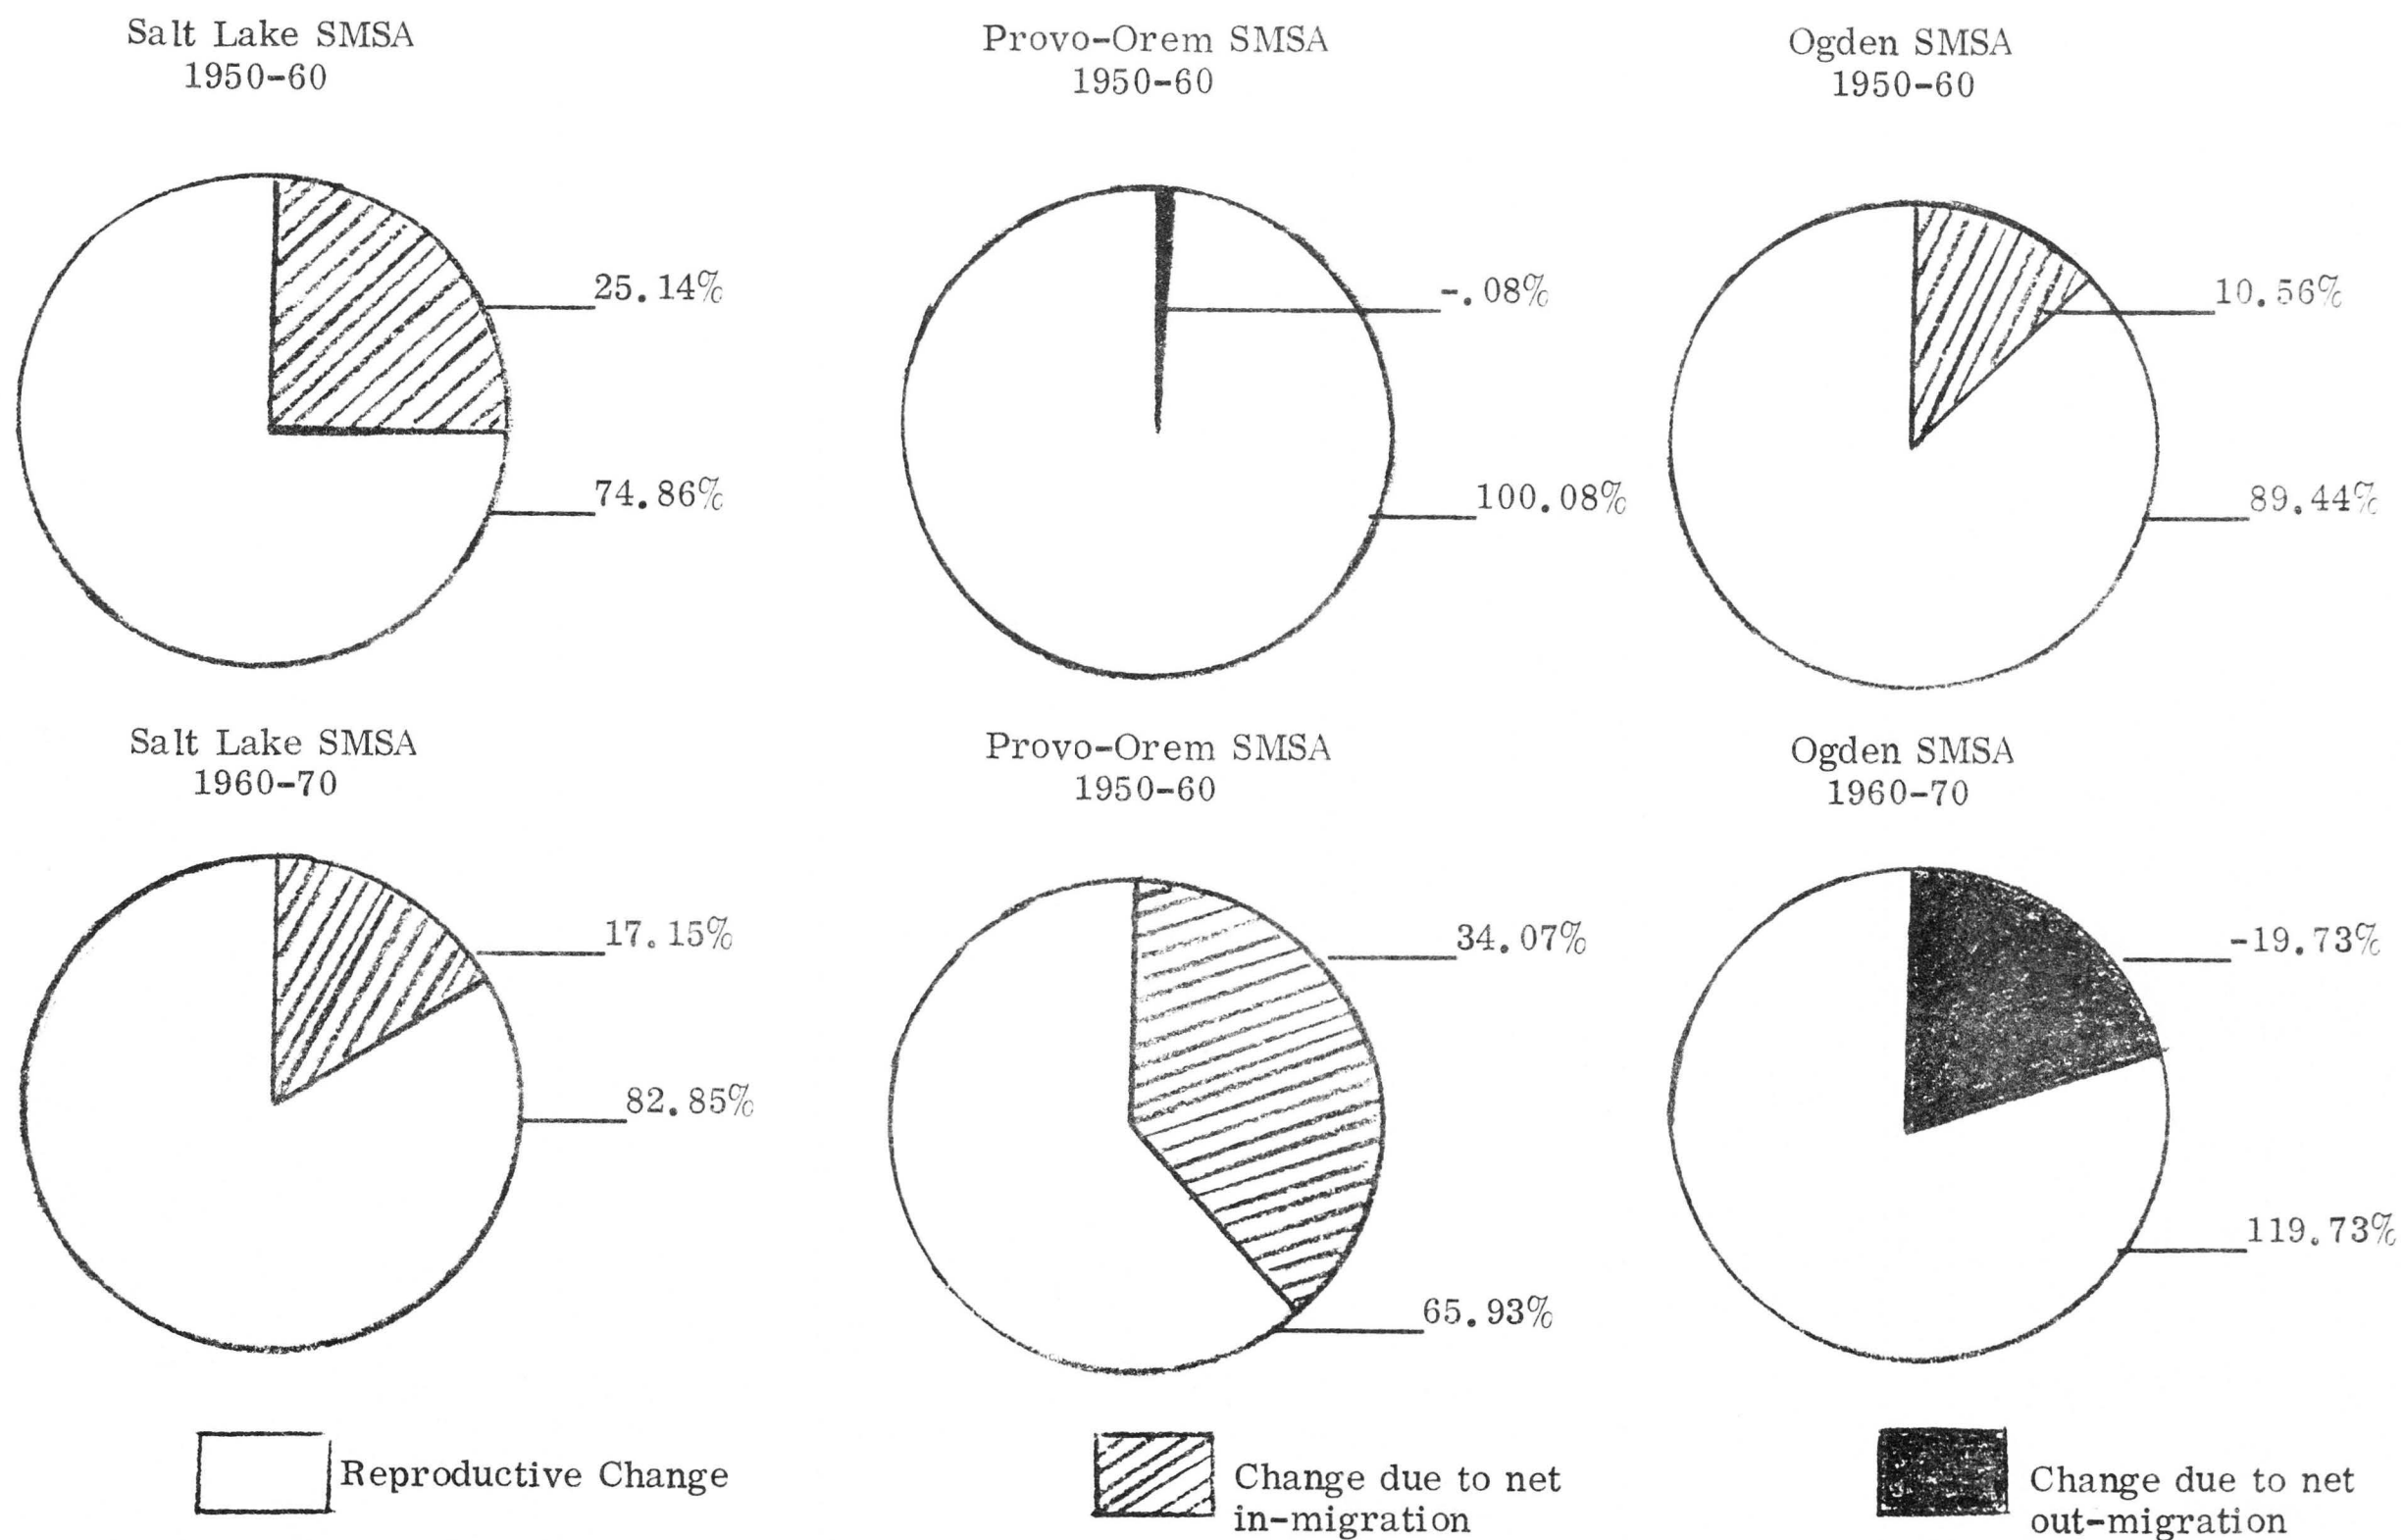 Salt Lake SMSA
1950-60
Provo-Orem SMSA
1950-60
Ogden SMSA
1950-60
25.14%
74.86%
-.08%
100.08%
10.56%
89.44%
Salt Lake SMSA
1960-70
Provo-Orem SMSA
1950-60
Ogden SMSA
1960-70
17.15%
82.85%
34.07%
65.93%
-19.73%
119.73%
Reproductive Change
Change due to net
in-migration
Change due to net
out-migration